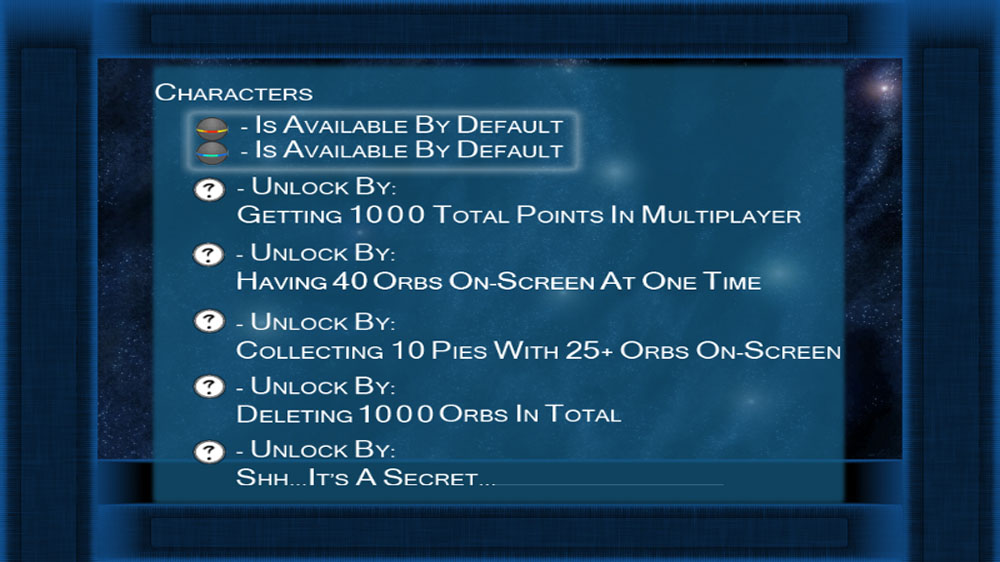 Characters
- Is Available By Default
- Is Available By Default
? - Unlock By:
Getting 1000 Total Points In Multiplayer
? - Unlock By:
Having 40 Orbs On-Screen At One Time
? - Unlock By:
Collecting 10 Pies With 25+ Orbs On-Screen
? - Unlock By:
Deleting 1000 Orbs In Total
? - Unlock By:
Shh...It's A Secret...